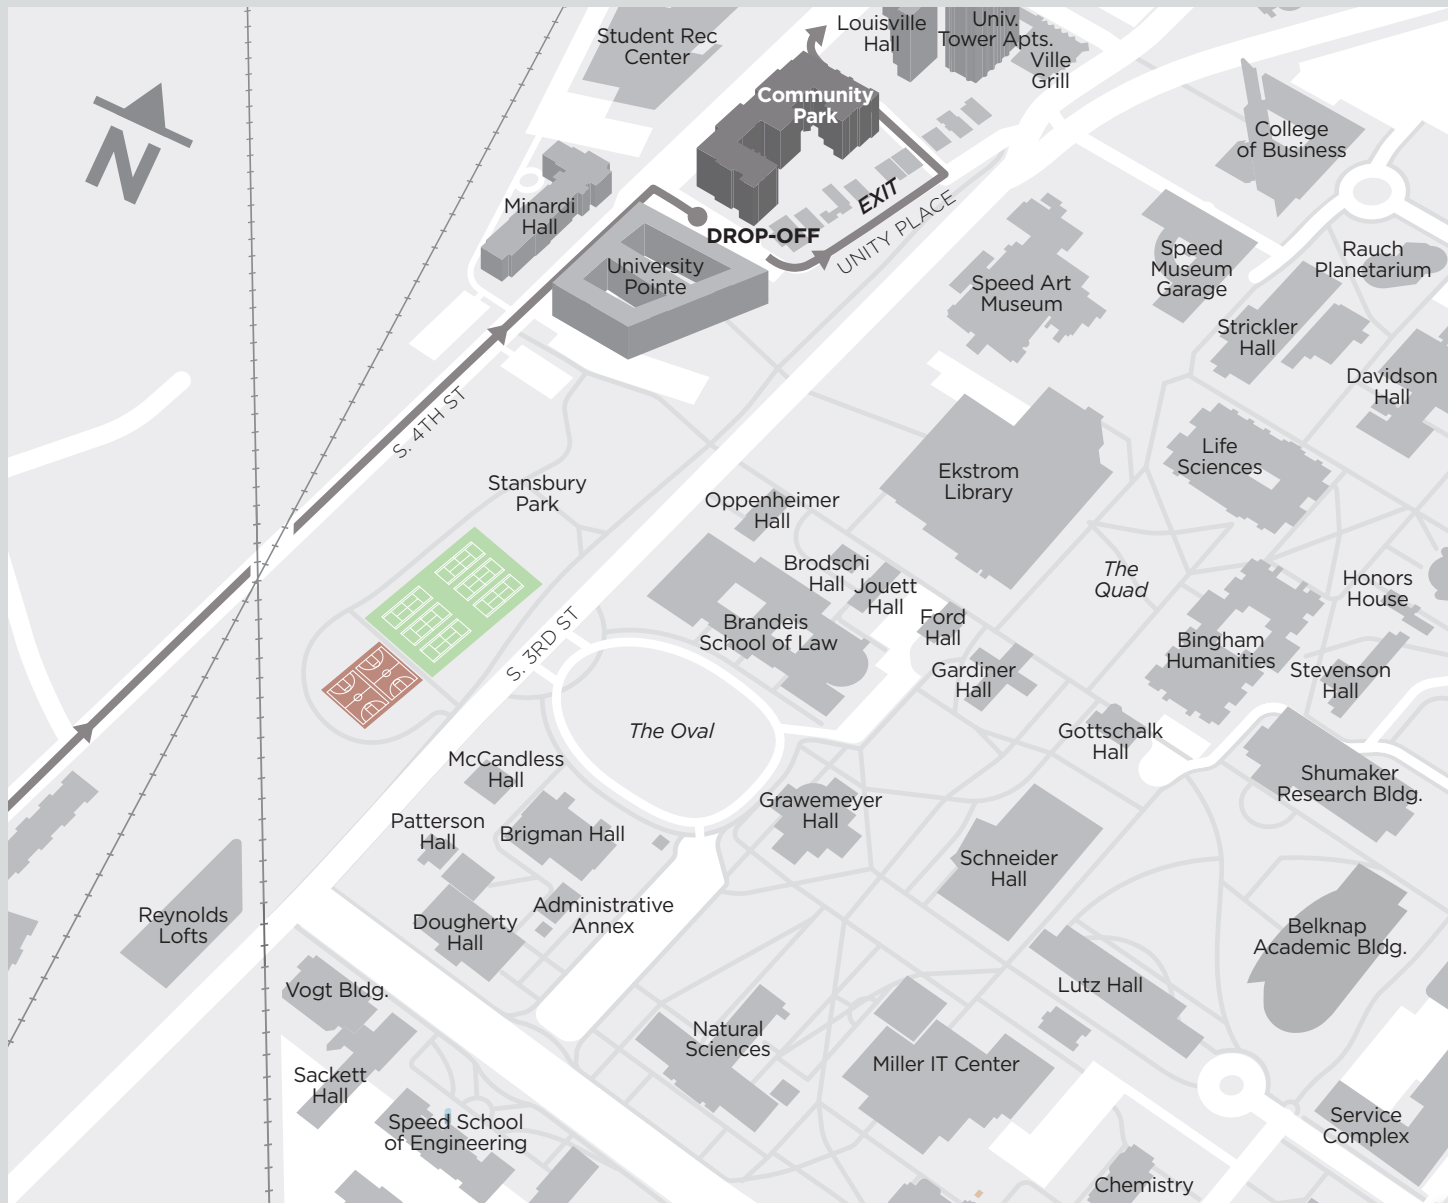 Student Rec
Center
Louisville
Hall
Univ.
Tower Apts.
Ville
Grill
Community
Park
College
of Business
N
Minardi
Hall
EXIT
DROP-OFF
UNITY PLACE
University
Pointe
Speed Art
Museum
Speed
Museum
Garage
Rauch
Planetarium
Strickler
Hall
Davidson
Hall
S. 4TH ST
Stansbury
Park
Ekstrom
Library
Life
Sciences
Oppenheimer
Hall
Brodschi
Hall
Jouett
Hall
The
Quad
Honors
House
Ford
Hall
Brandeis
School of Law
S. 3RD ST
Gardiner
Hall
Bingham
Humanities
Stevenson
Hall
The Oval
Gottschalk
Hall
McCandless
Hall
Shumaker
Research Bldg.
Patterson
Hall
Brigman Hall
Grawemeyer
Hall
Schneider
Hall
Reynolds
Lofts
Dougherty
Hall
Administrative
Annex
Belknap
Academic Bldg.
Vogt Bldg.
Lutz Hall
Natural
Sciences
Miller IT Center
Sackett
Hall
Speed School
of Engineering
Service
Complex
Chemistry